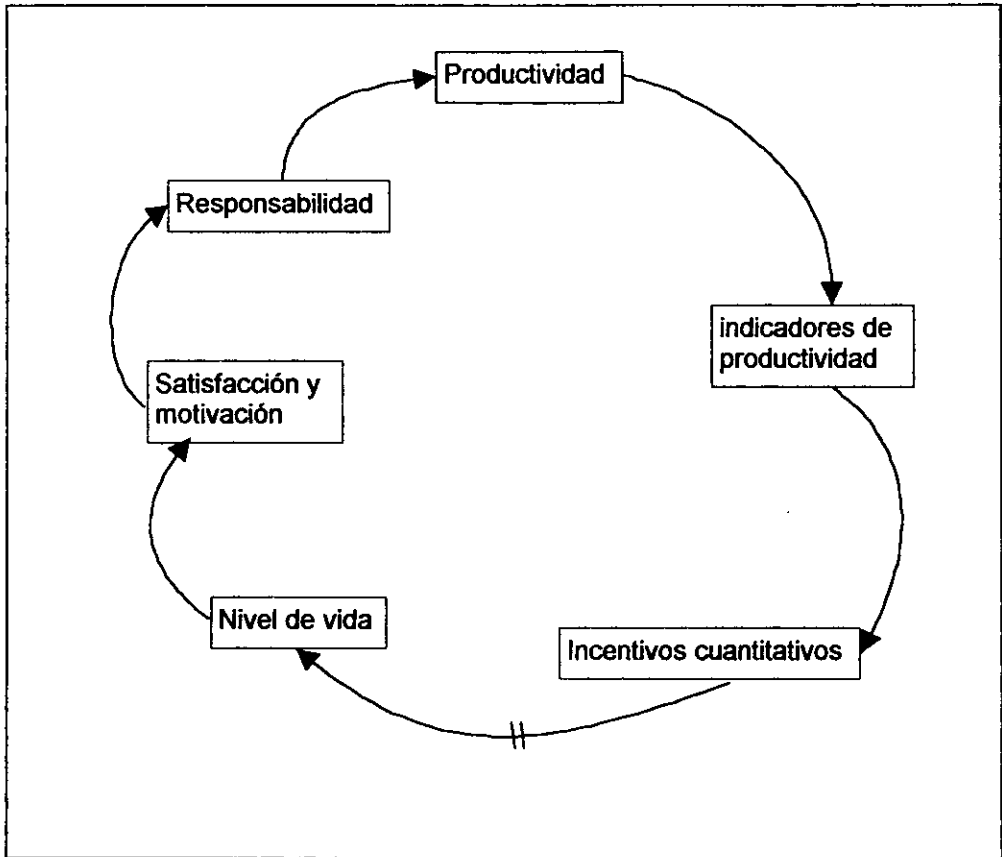 Productividad
Responsabilidad
indicadores de
productividad
Satisfacción y
motivación
Nivel de vida
Incentivos cuantitativos